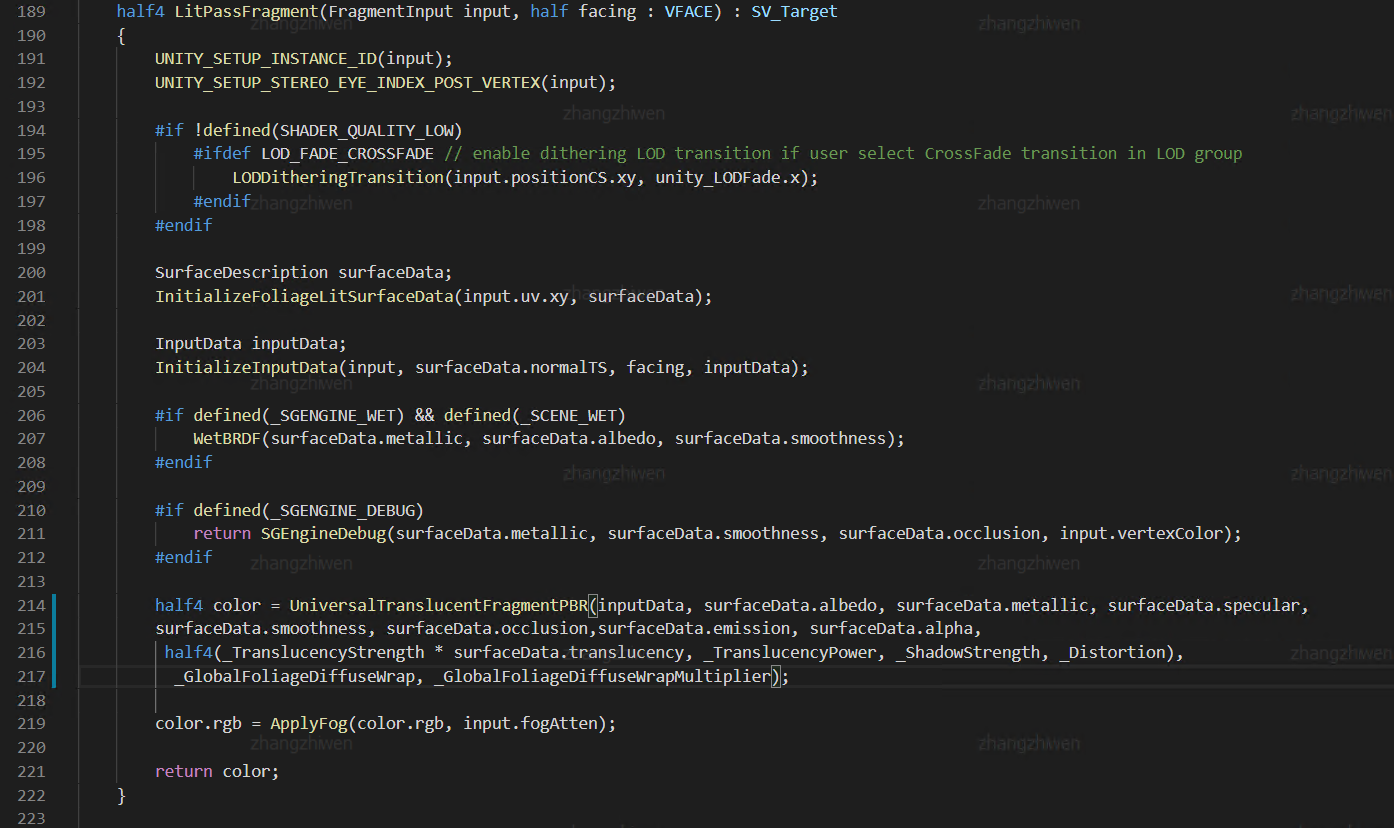 189 half4 LitPassFragment(FragmentInput input, half facing : VFACE) : SV_Target
190 {
191 UNITY_SETUP_INSTANCE_ID(input);
192 UNITY_SETUP_STEREO_EYE_INDEX_POST_VERTEX(input);
193
194 #if !defined(SHADER_QUALITY_LOW)
195 #ifdef LOD_FADE_CROSSFADE // enable dithering LOD transition if user select CrossFade transition in LOD group
196 LODDitheringTransition(input.positionCS.xy, unity_LODFade.x);
197 #endif
198 #endif
199
200 SurfaceDescription surfaceData;
201 InitializeFoliageLitSurfaceData(input.uv.xy, surfaceData);
202
203 InputData inputData;
204 InitializeInputData(input, surfaceData.normalTS, facing, inputData);
205
206 #if defined(_SGENGINE_WET) && defined(_SCENE_WET)
207 WetBRDF(surfaceData.metallic, surfaceData.albedo, surfaceData.smoothness);
208 #endif
209
210 #if defined(_SGENGINE_DEBUG)
211 return SGEngineDebug(surfaceData.metallic, surfaceData.smoothness, surfaceData.occlusion, input.vertexColor);
212 #endif
213
214 half4 color = UniversalTranslucentFragmentPBR(inputData, surfaceData.albedo, surfaceData.metallic, surfaceData.specular,
215 surfaceData.smoothness, surfaceData.occlusion,surfaceData.emission, surfaceData.alpha,
216 half4(_TranslucencyStrength * surfaceData.translucency, _TranslucencyPower, _ShadowStrength, _Distortion),
217 _GlobalFoliageDiffuseWrap, _GlobalFoliageDiffuseWrapMultiplier);
218
219 color.rgb = ApplyFog(color.rgb, input.fogAtten);
220
221 return color;
222 }
223
zhangzhiwen